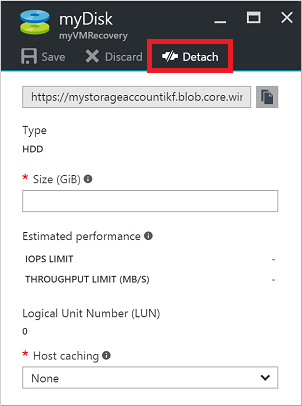 myDisk
myVMRecovery
Save Discard Detach
https://mystorageaccountikf.blob.core.wir
Type
HDD
* Size (GiB)
Estimated performance
IOPS LIMIT -
THROUGHPUT LIMIT (MB/S) -
Logical Unit Number (LUN)
0
* Host caching
None